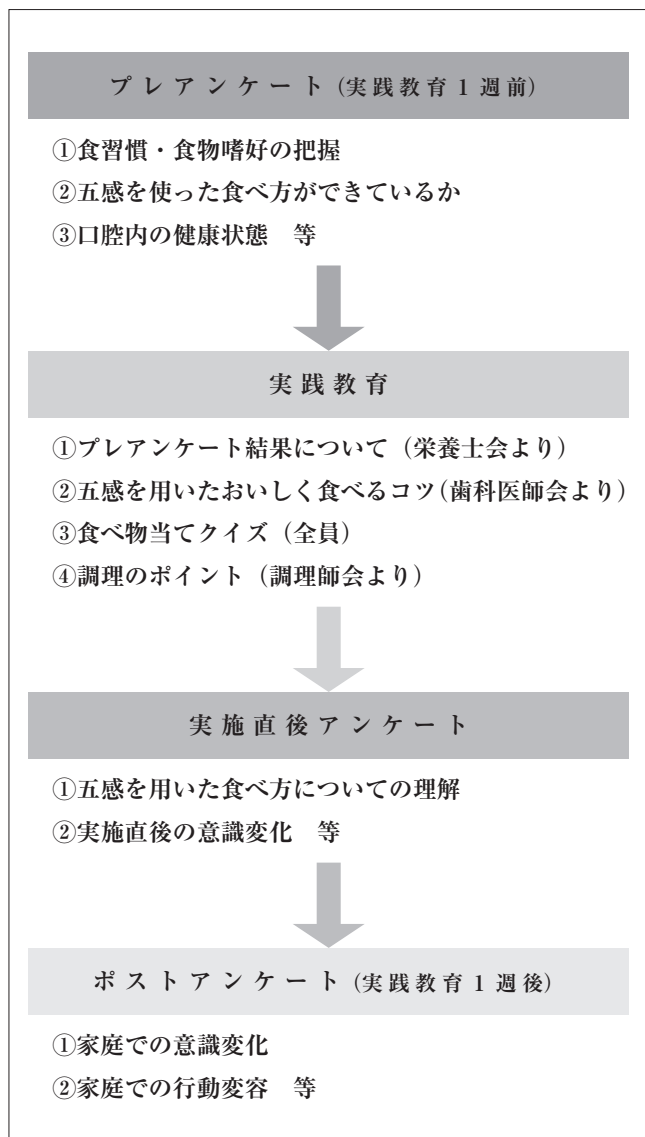 プレアンケート(実践教育1週前)
①食習慣・食物嗜好の把握
②五感を使った食べ方ができているか
③口腔内の健康状態　等
実践教育
①プレアンケート結果について（栄養士会より）
②五感を用いたおいしく食べるコツ(歯科医師会より)
③食べ物当てクイズ（全員）
④調理のポイント（調理師会より）
実施直後アンケート
①五感を用いた食べ方についての理解
②実施直後の意識変化　等
ポストアンケート(実践教育1週後)
①家庭での意識変化
②家庭での行動変容　等